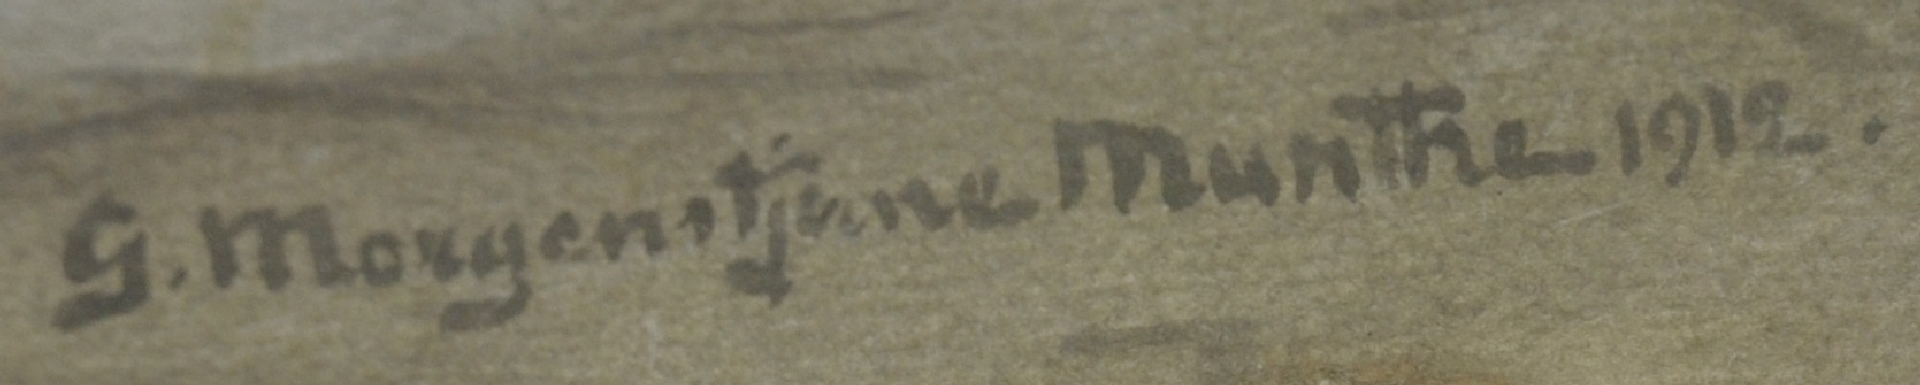 G. Morgenstjerne Munthe 1912.